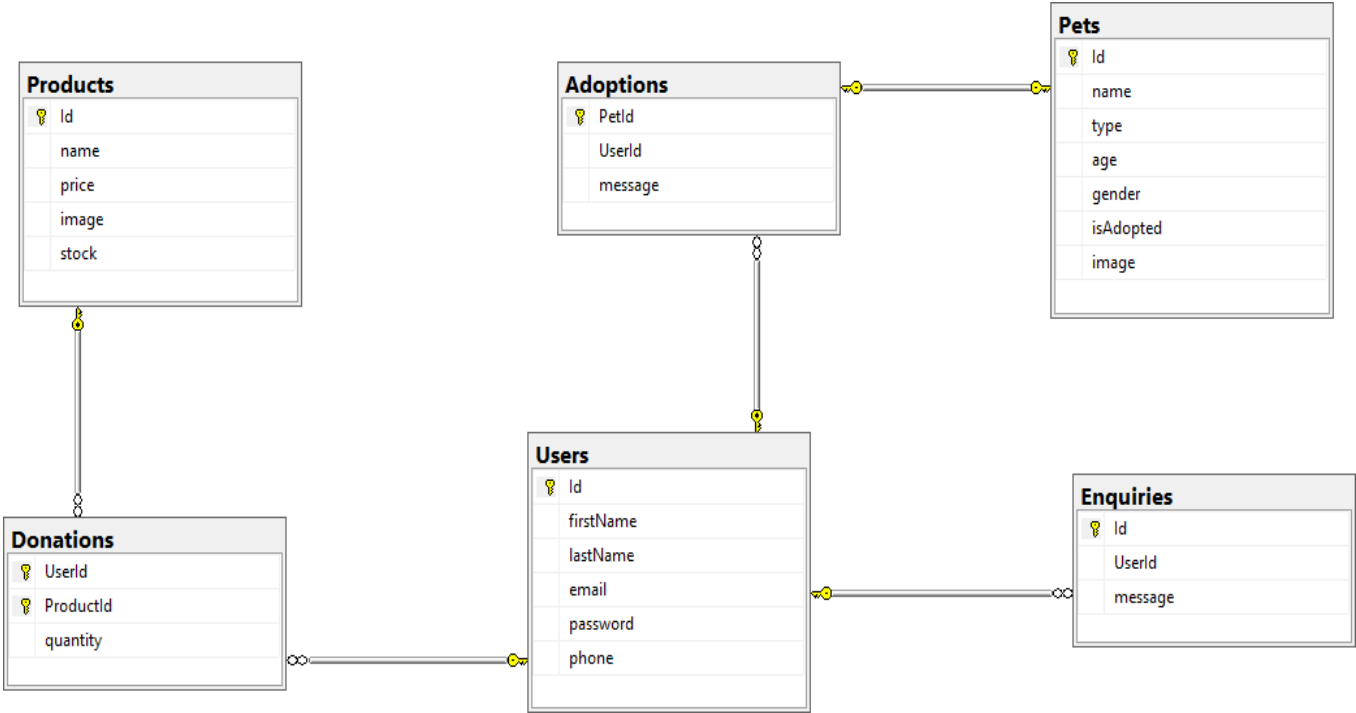 Products
Id
name
price
image
stock
Adoptions
PetId
UserId
message
Pets
Id
name
type
age
gender
isAdopted
image
Donations
UserId
ProductId
quantity
Users
Id
firstName
lastName
email
password
phone
Enquiries
Id
UserId
message